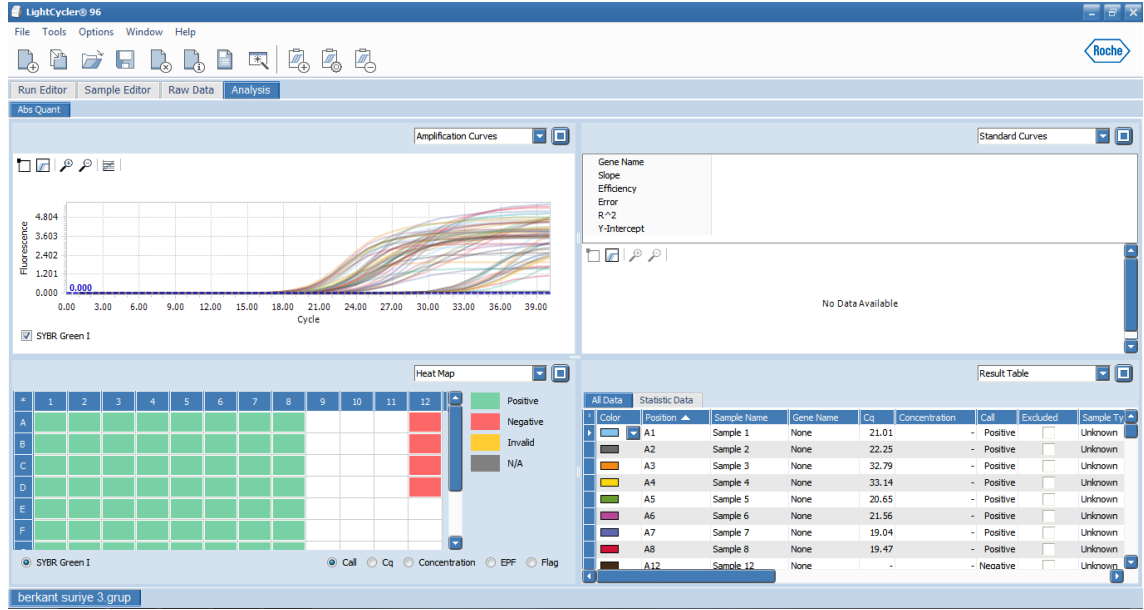 LightCycler® 96
File Tools Options Window Help
Roche
Run Editor Sample Editor Raw Data Analysis
Abs Quant
Amplification Curves
Fluorescence
4.804
3.603
2.402
1.201
0.000
0.000
0.00 3.00 6.00 9.00 12.00 15.00 18.00 21.00 24.00 27.00 30.00 33.00 36.00 39.00
Cycle
SYBR Green I
Standard Curves
Gene Name
Slope
Efficiency
Error
R^2
Y-Intercept
No Data Available
Heat Map
* 1 2 3 4 5 6 7 8 9 10 11 12
A
B
C
D
E
F
Positive
Negative
Invalid
N/A
SYBR Green I Call Cq Concentration EPF Flag
Result Table
All Data Statistic Data
* Color Position Sample Name Gene Name Cq Concentration Call Excluded Sample Ty
A1 Sample 1 None 21.01 - Positive Unknown
A2 Sample 2 None 22.25 - Positive Unknown
A3 Sample 3 None 32.79 - Positive Unknown
A4 Sample 4 None 33.14 - Positive Unknown
A5 Sample 5 None 20.65 - Positive Unknown
A6 Sample 6 None 21.56 - Positive Unknown
A7 Sample 7 None 19.04 - Positive Unknown
A8 Sample 8 None 19.47 - Positive Unknown
A12 Sample 12 None - - Negative Unknown
berkant suriye 3.grup